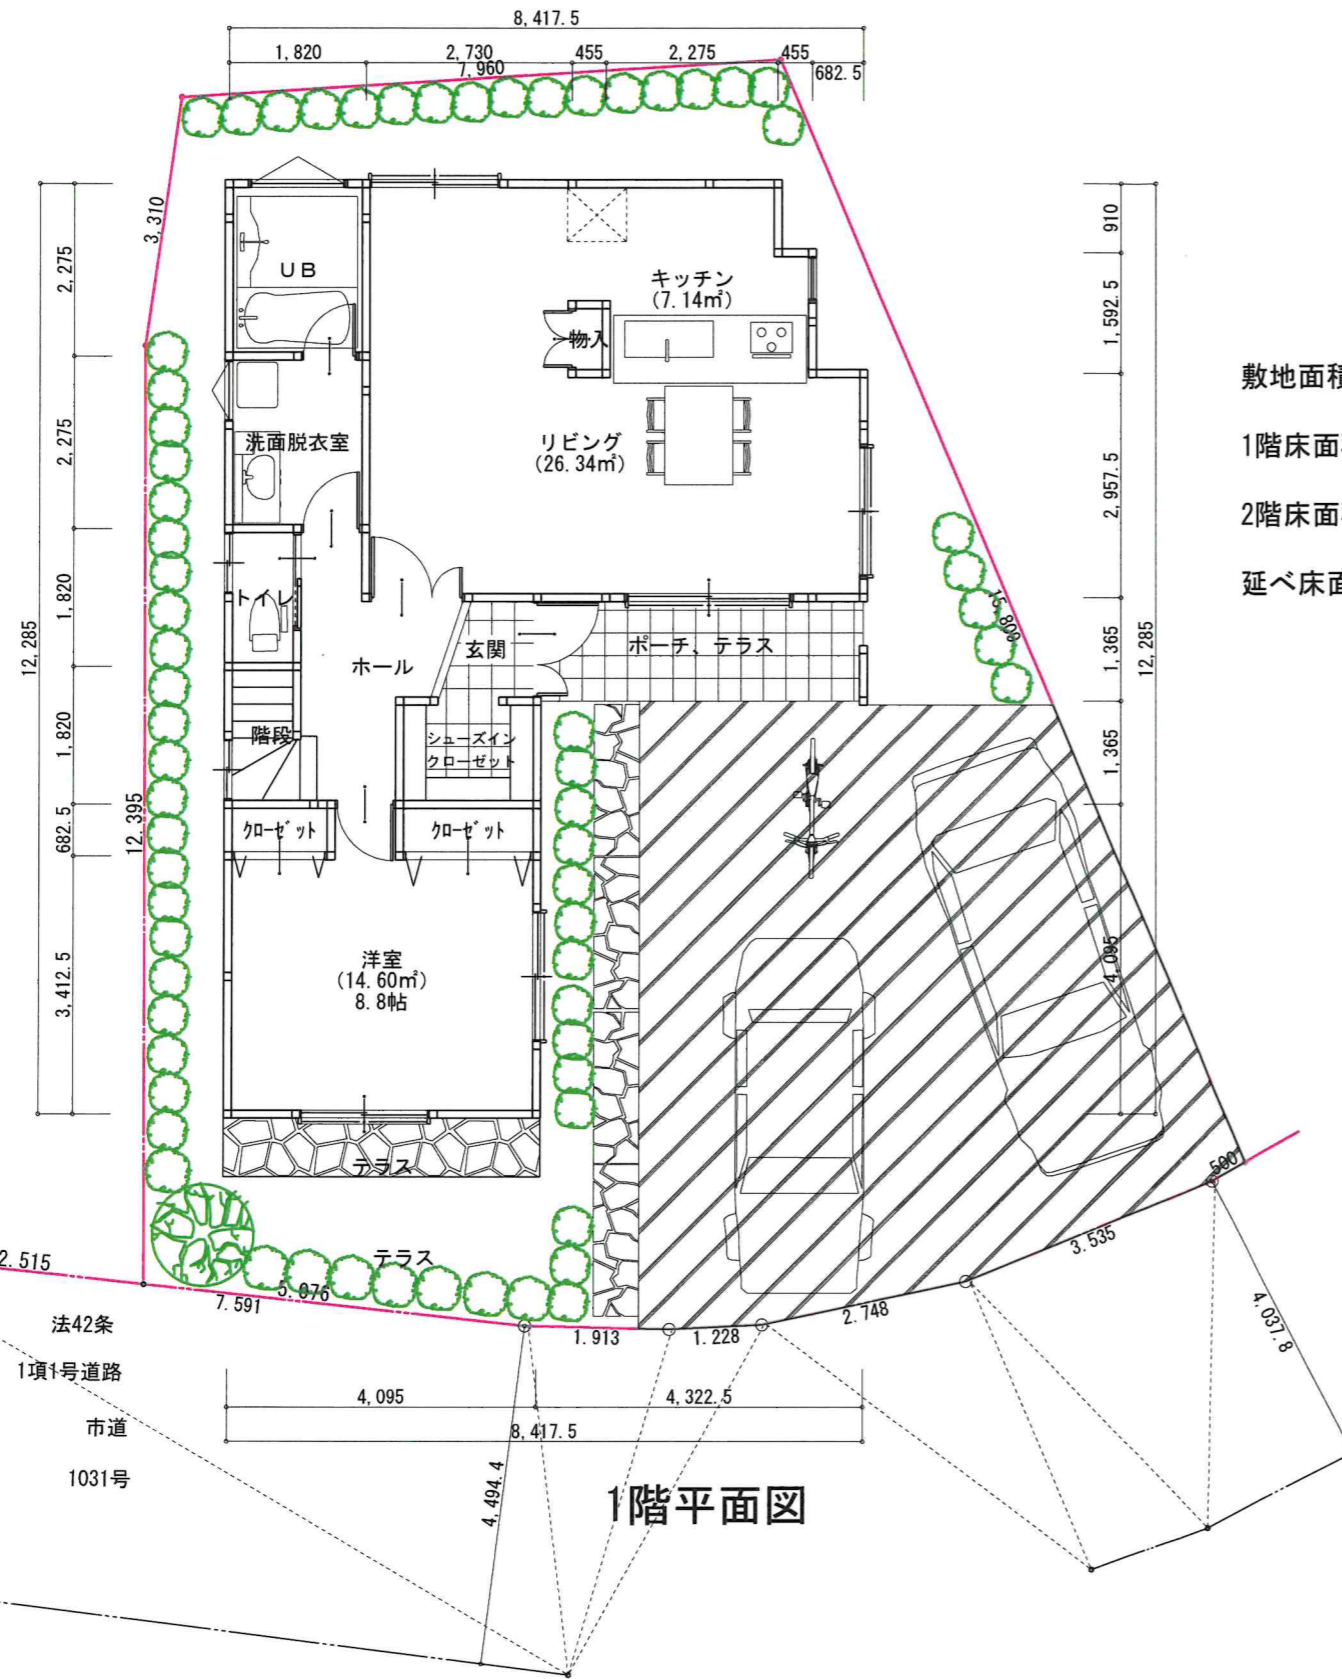 8,417.5
1,820
2,730
455
2,275
455
7,960
682.5
3,310
2,275
2,275
1,820
1,820
682.5
3,412.5
12,285
12.395
UB
キッチン
(7.14㎡)
物入
リビング
(26.34㎡)
洗面脱衣室
トイレ
ホール
玄関
ポーチ、テラス
階段
シューズイン
クローゼット
クローゼット
クローゼット
洋室
(14.60㎡)
8.8帖
テラス
テラス
910
1,592.5
2,957.5
1,365
1,365
4,095
12,285
15,800
敷地面積
1階床面
2階床面
延べ床面
500
3.535
2.748
1.228
1.913
5.076
7.591
2.515
4,037.8
法42条
1項1号道路
市道
1031号
4,095
4,322.5
8,417.5
4,494.4
1階平面図